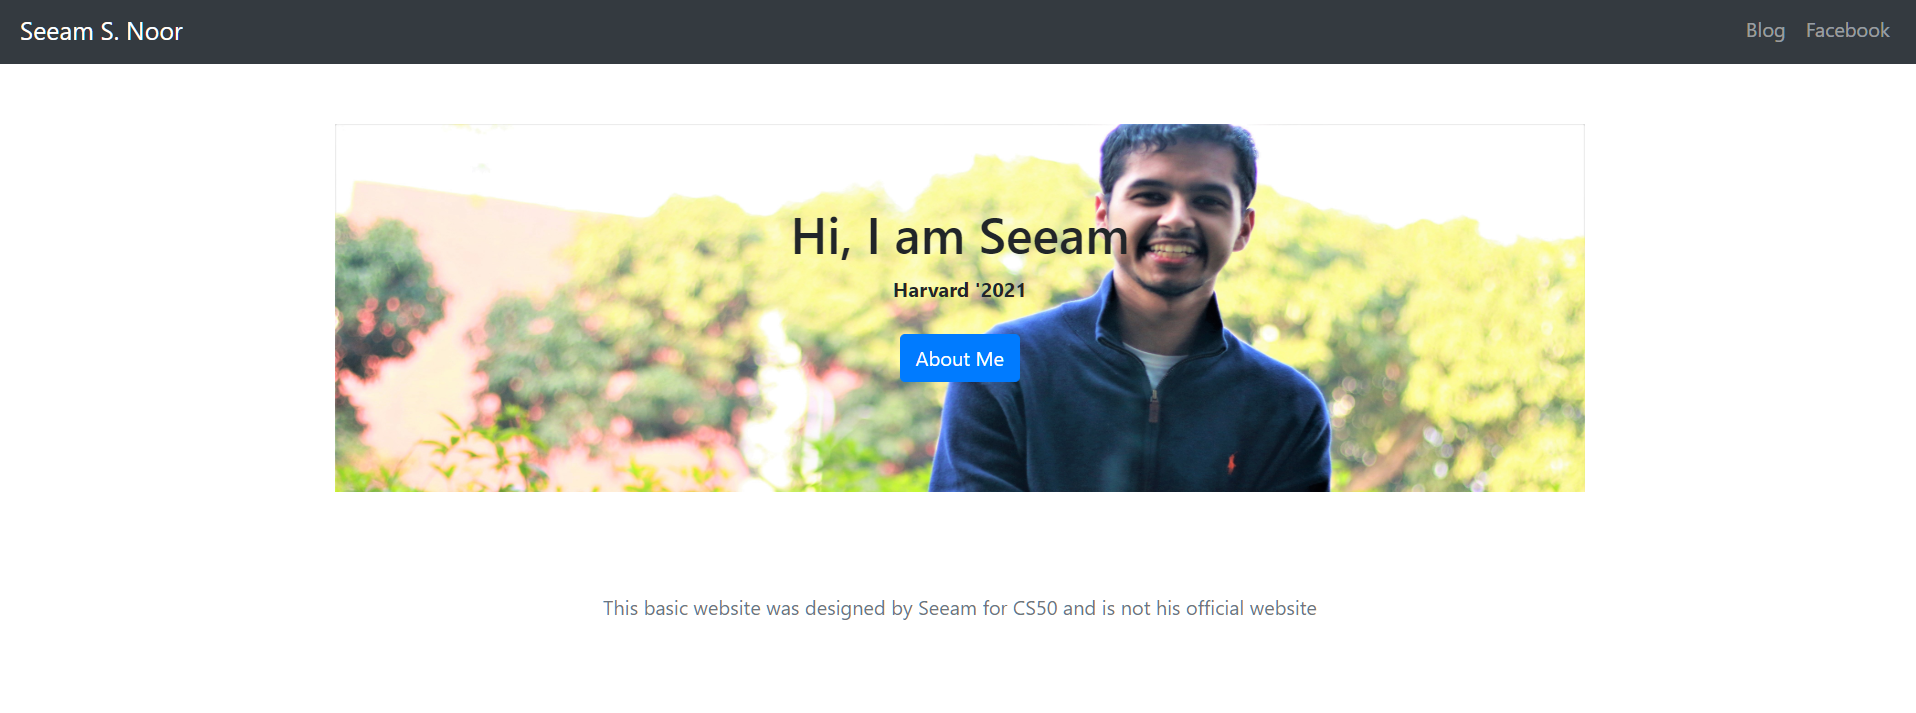 Seeam S. Noor
Blog Facebook
Hi, I am Seeam
Harvard '2021
About Me
This basic website was designed by Seeam for CS50 and is not his official website